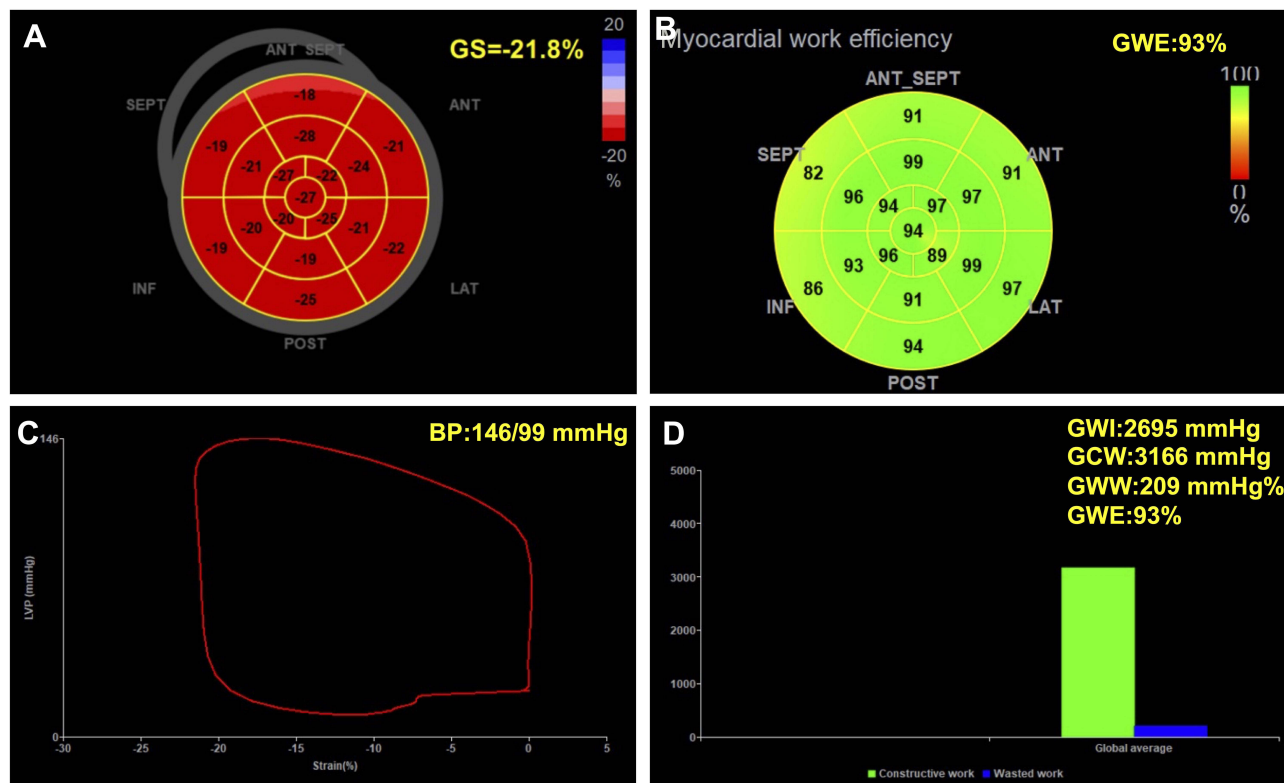 A
ANT_SEPT
GS=-21.8%
20
-20
%
SEPT
ANT
-18
-19
-21
-28
-21
-24
-27
-22
-27
-20
-25
-20
-21
-19
-22
-19
-25
INF
LAT
POST
B
Myocardial work efficiency
GWE:93%
100
0
%
ANT_SEPT
SEPT
ANT
91
82
91
99
96
97
94
97
94
96
89
93
99
86
97
91
94
INF
LAT
POST
C
BP:146/99 mmHg
146
LVP (mmHg)
0
-30
-25
-20
-15
-10
-5
0
5
Strain(%)
D
GWI:2695 mmHg
GCW:3166 mmHg
GWW:209 mmHg%
GWE:93%
5000
4000
3000
2000
1000
0
Global average
Constructive work
Wasted work